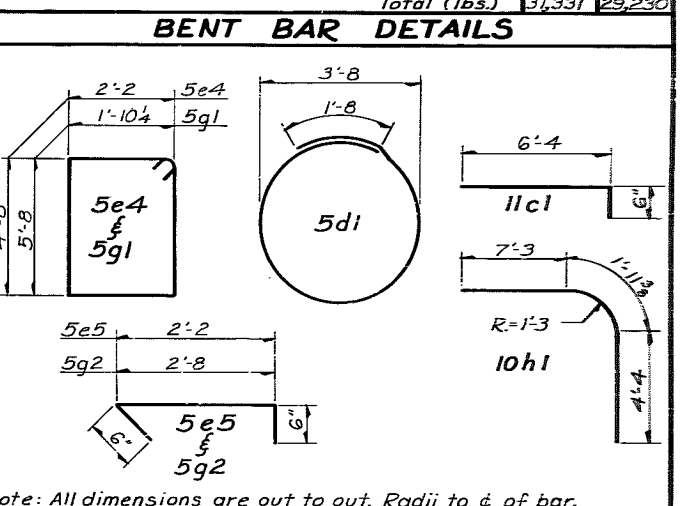 Total (lbs.) 31,331 29,230
BENT BAR DETAILS
2'-2 5e4
1'-10¼ 5g1
5'-8
5e4
&
5g1
3'-8
1'-8
5d1
6'-4
11c1
6"
7'-3
R.=1'-3
10h1
4'-4
5e5 2'-2
5g2 2'-8
6"
6"
5e5
&
5g2
Note: All dimensions are out to out. Radii to ¢ of bar.